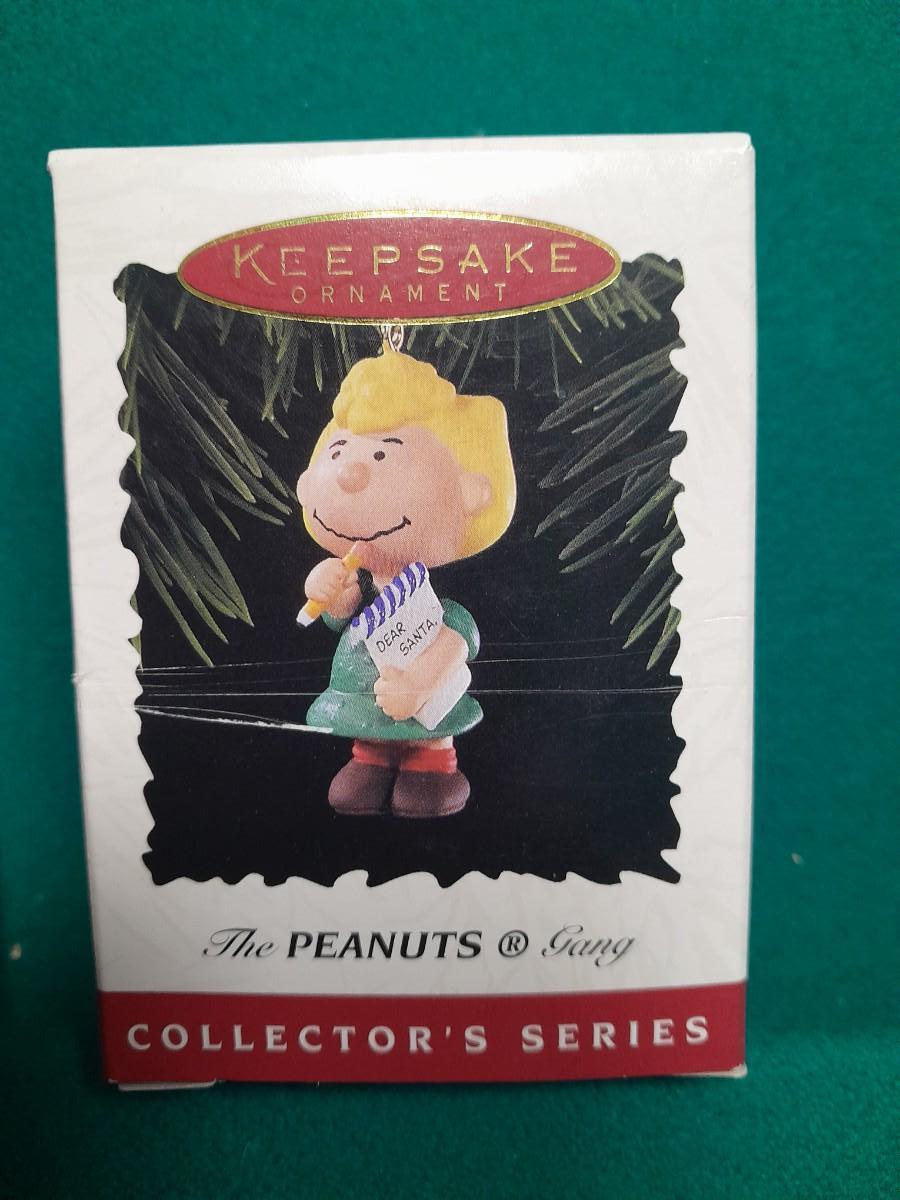 KEEPSAKE
ORNAMENT
DEAR
SANTA,
The PEANUTS ® Gang
COLLECTOR'S SERIES